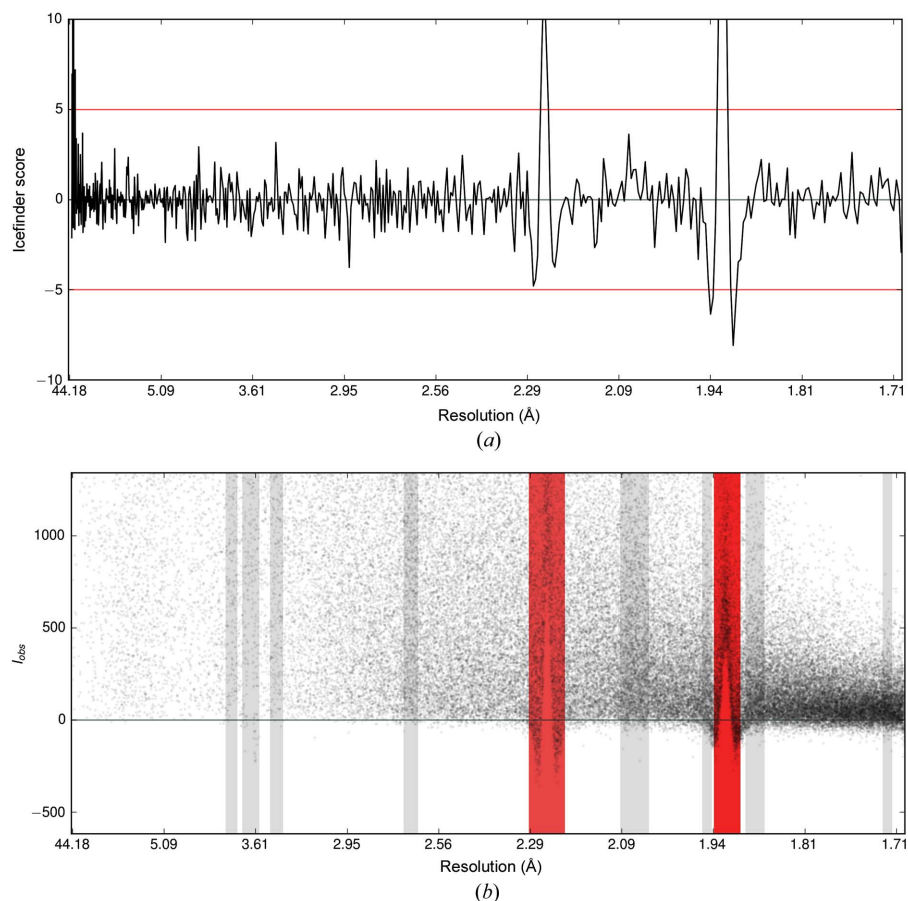 10
5
0
−5
−10
Icefinder score
44.18 5.09 3.61 2.95 2.56 2.29 2.09 1.94 1.81 1.71
Resolution (Å)
(a)
1000
500
0
−500
I_obs
44.18 5.09 3.61 2.95 2.56 2.29 2.09 1.94 1.81 1.71
Resolution (Å)
(b)